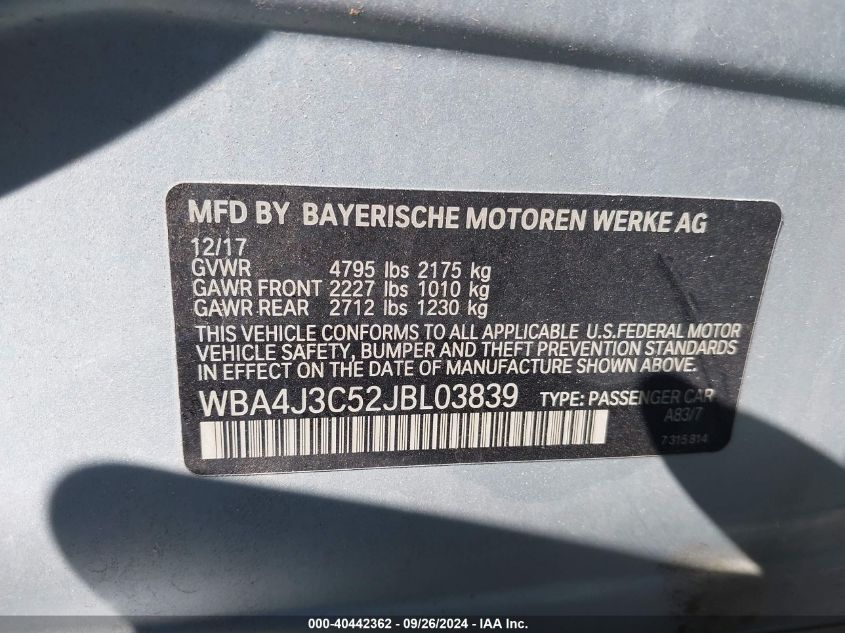 MFD BY BAYERISCHE MOTOREN WERKE AG
12/17
GVWR 4795 lbs 2175 kg
GAWR FRONT 2227 lbs 1010 kg
GAWR REAR 2712 lbs 1230 kg
THIS VEHICLE CONFORMS TO ALL APPLICABLE U.S.FEDERAL MOTOR
VEHICLE SAFETY, BUMPER AND THEFT PREVENTION STANDARDS
IN EFFECT ON THE DATE OF MANUFACTURE SHOWN ABOVE.
WBA4J3C52JBL03839 TYPE: PASSENGER CAR
A83/7
7315814
000-40442362 - 09/26/2024 - IAA Inc.